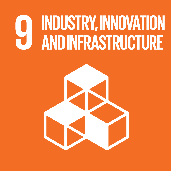 9 INDUSTRY, INNOVATION
AND INFRASTRUCTURE